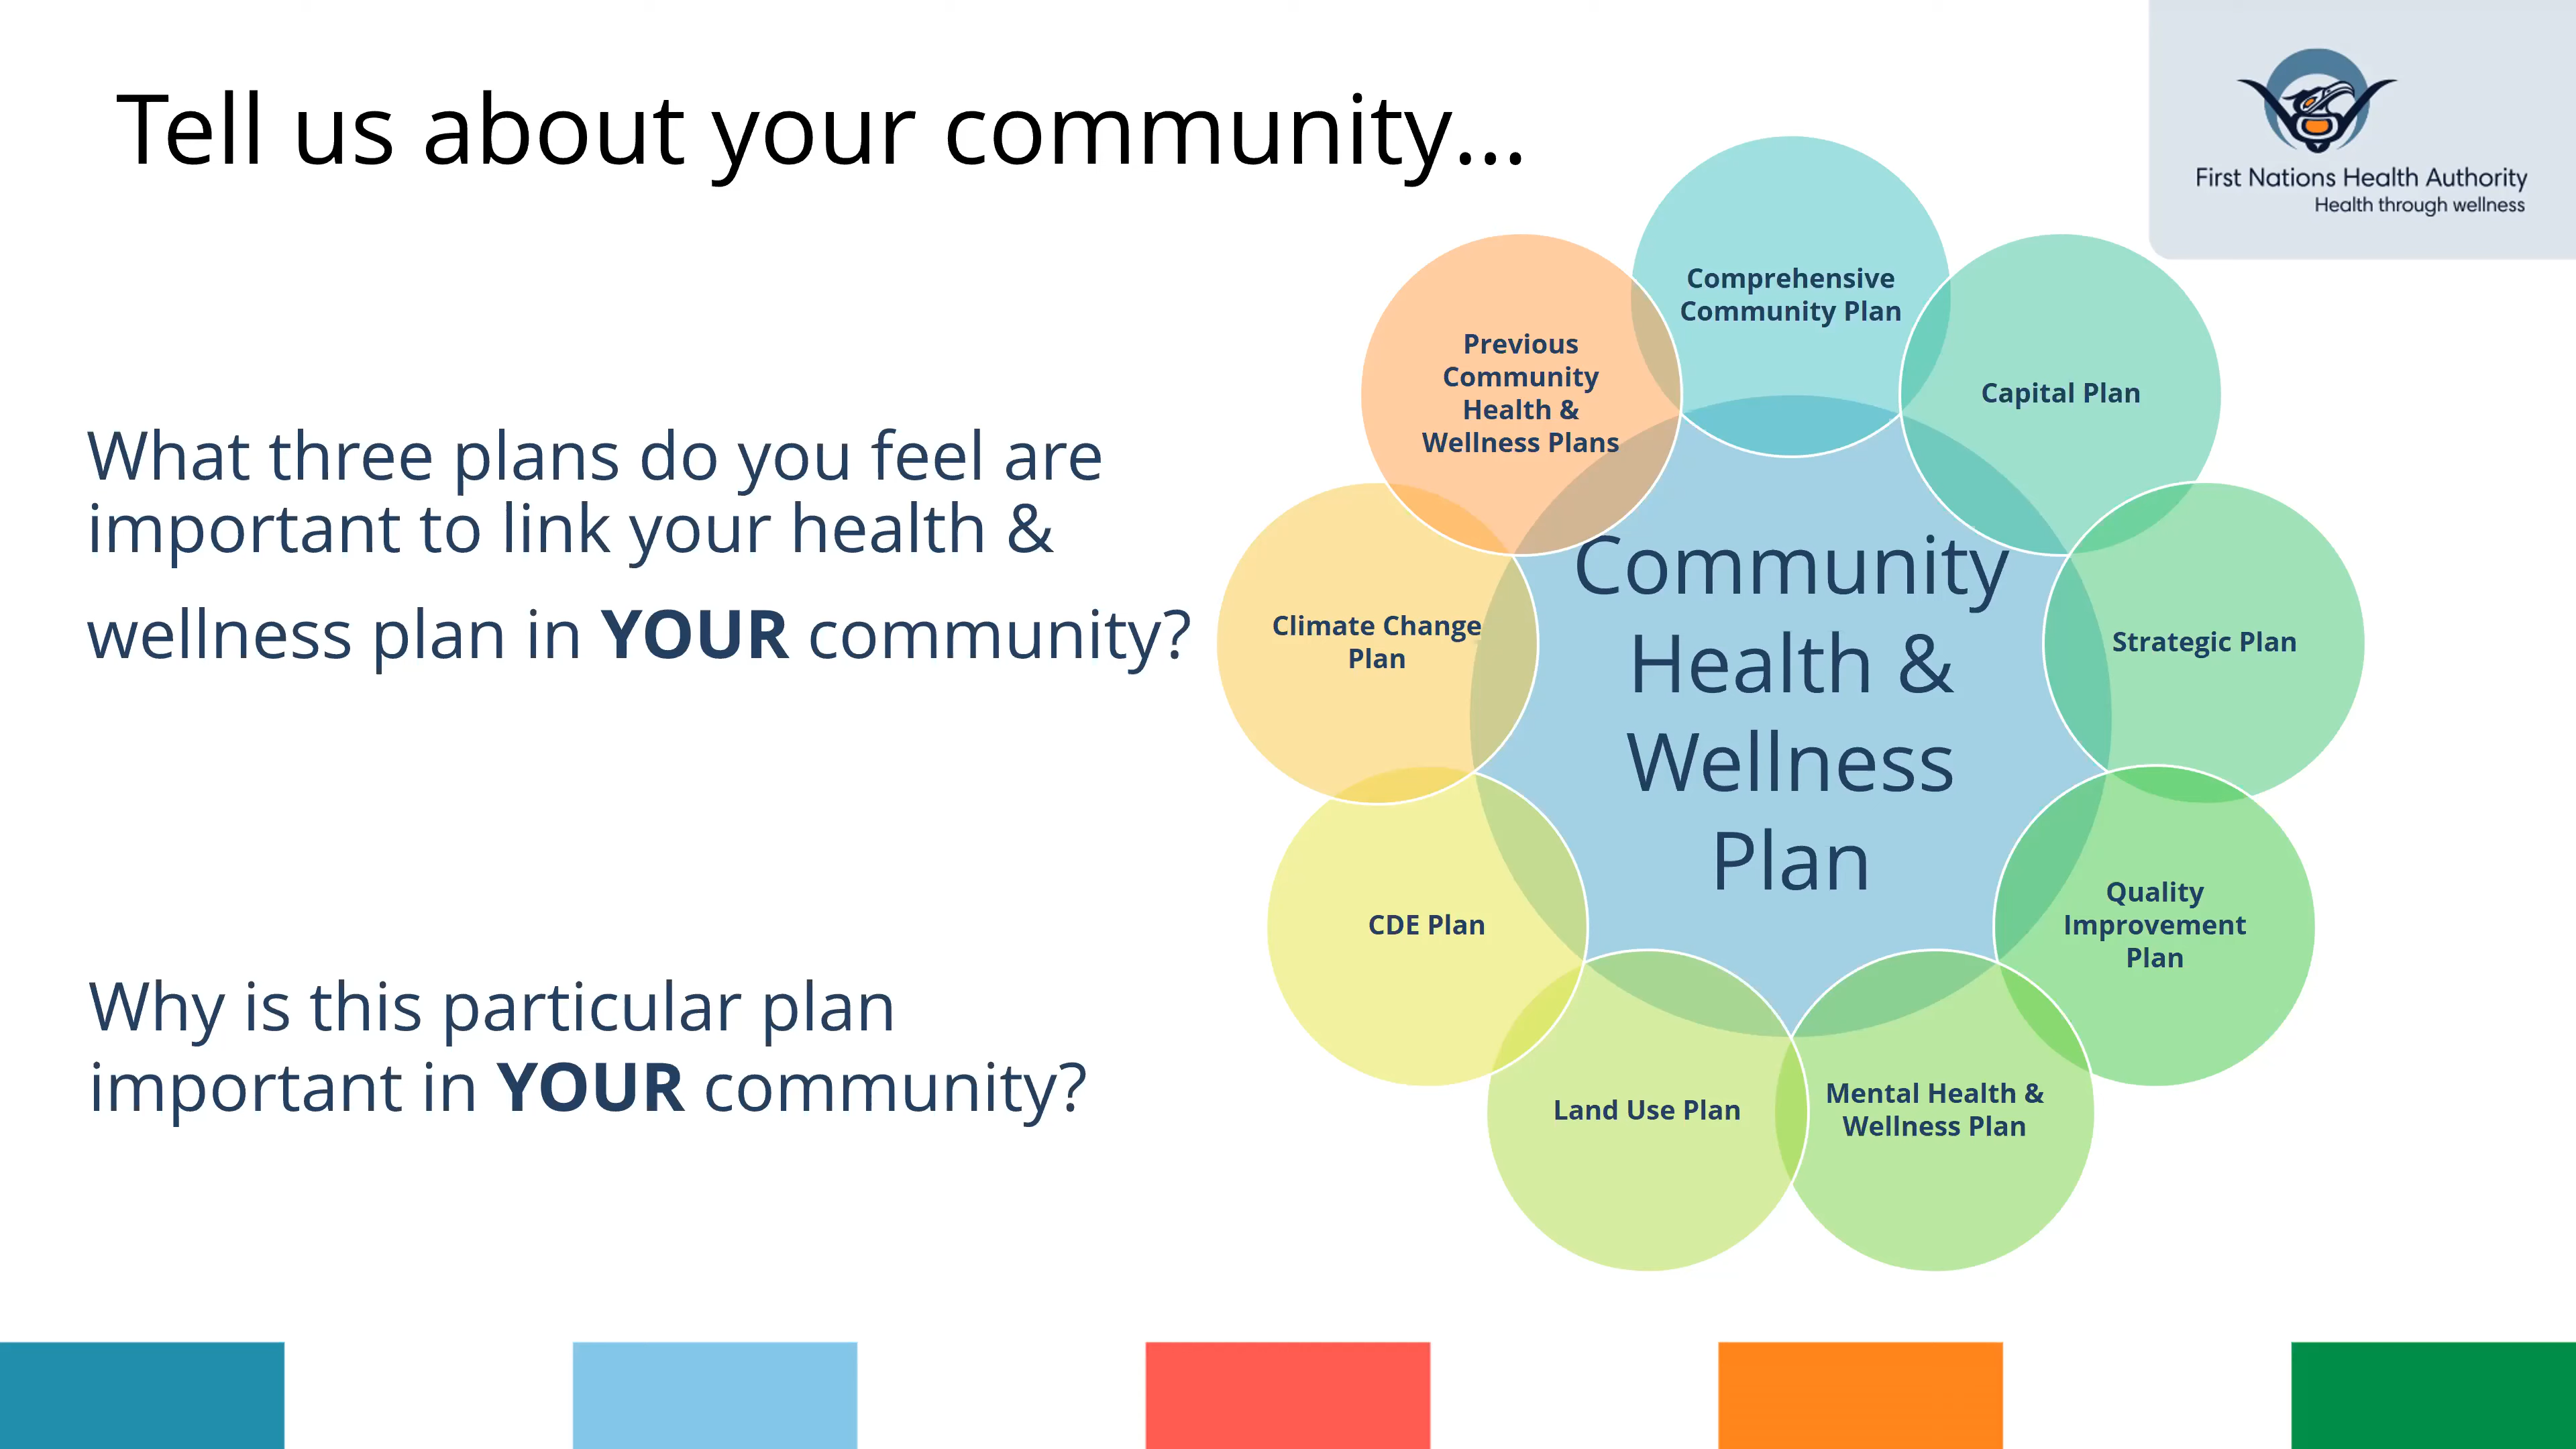 Tell us about your community...
First Nations Health Authority
Health through wellness
What three plans do you feel are
important to link your health &
wellness plan in YOUR community?
Why is this particular plan
important in YOUR community?
Comprehensive
Community Plan
Capital Plan
Strategic Plan
Quality
Improvement
Plan
Mental Health &
Wellness Plan
Land Use Plan
CDE Plan
Climate Change
Plan
Previous
Community
Health &
Wellness Plans
Community
Health &
Wellness
Plan